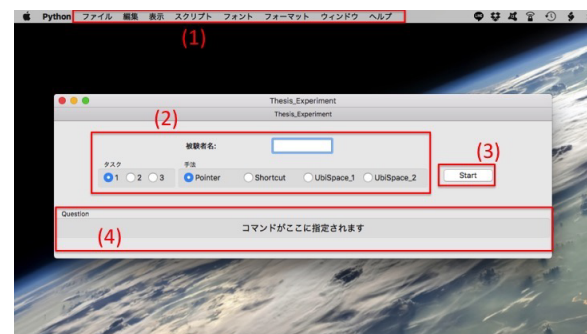 Python ファイル 編集 表示 スクリプト フォント フォーマット ウィンドウ ヘルプ
(1)
Thesis_Experiment
Thesis_Experiment
(2)
被験者名:
(3)
タスク 手法
1 2 3 Pointer Shortcut UbiSpace_1 UbiSpace_2 Start
Question
コマンドがここに指定されます
(4)